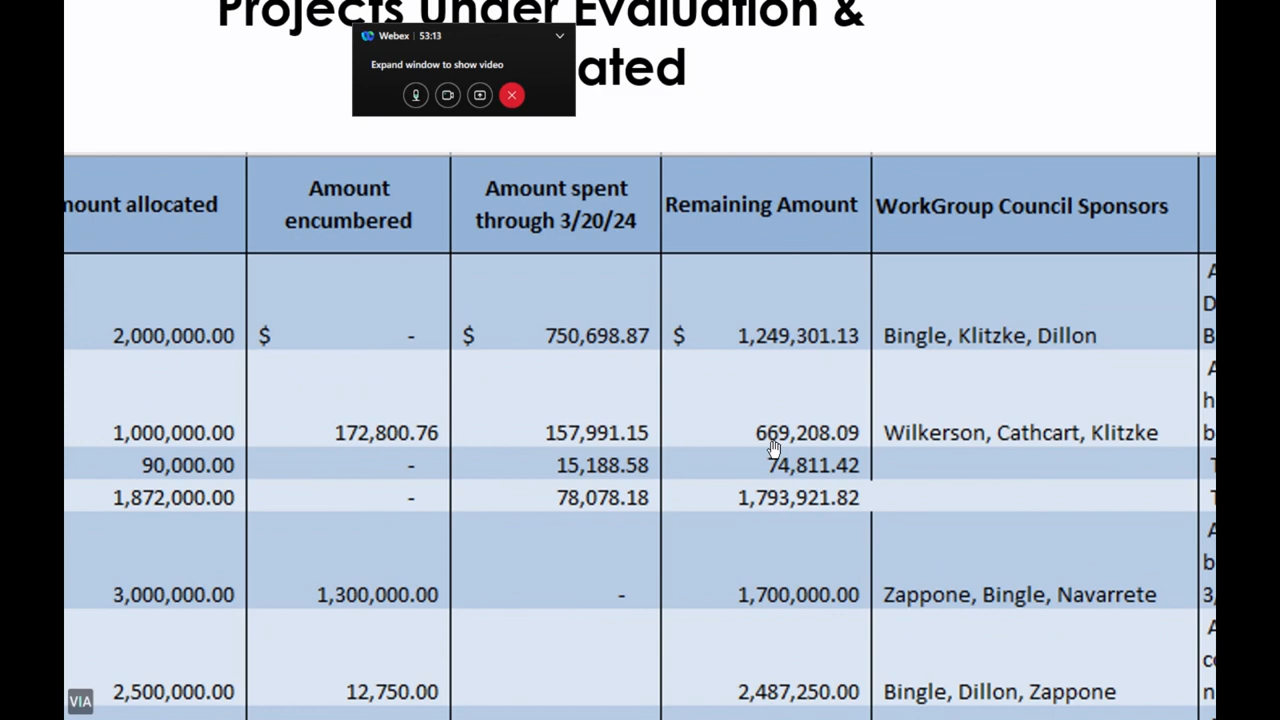 Projects Under Evaluation &
ated
Webex | 53:13
Expand window to show video
mount allocated
Amount
encumbered
Amount spent
through 3/20/24
Remaining Amount
WorkGroup Council Sponsors
2,000,000.00 $ - $ 750,698.87 $ 1,249,301.13 Bingle, Klitzke, Dillon
1,000,000.00 172,800.76 157,991.15 669,208.09 Wilkerson, Cathcart, Klitzke
90,000.00 - 15,188.58 74,811.42
1,872,000.00 - 78,078.18 1,793,921.82
3,000,000.00 1,300,000.00 - 1,700,000.00 Zappone, Bingle, Navarrete
2,500,000.00 12,750.00 2,487,250.00 Bingle, Dillon, Zappone
VIA